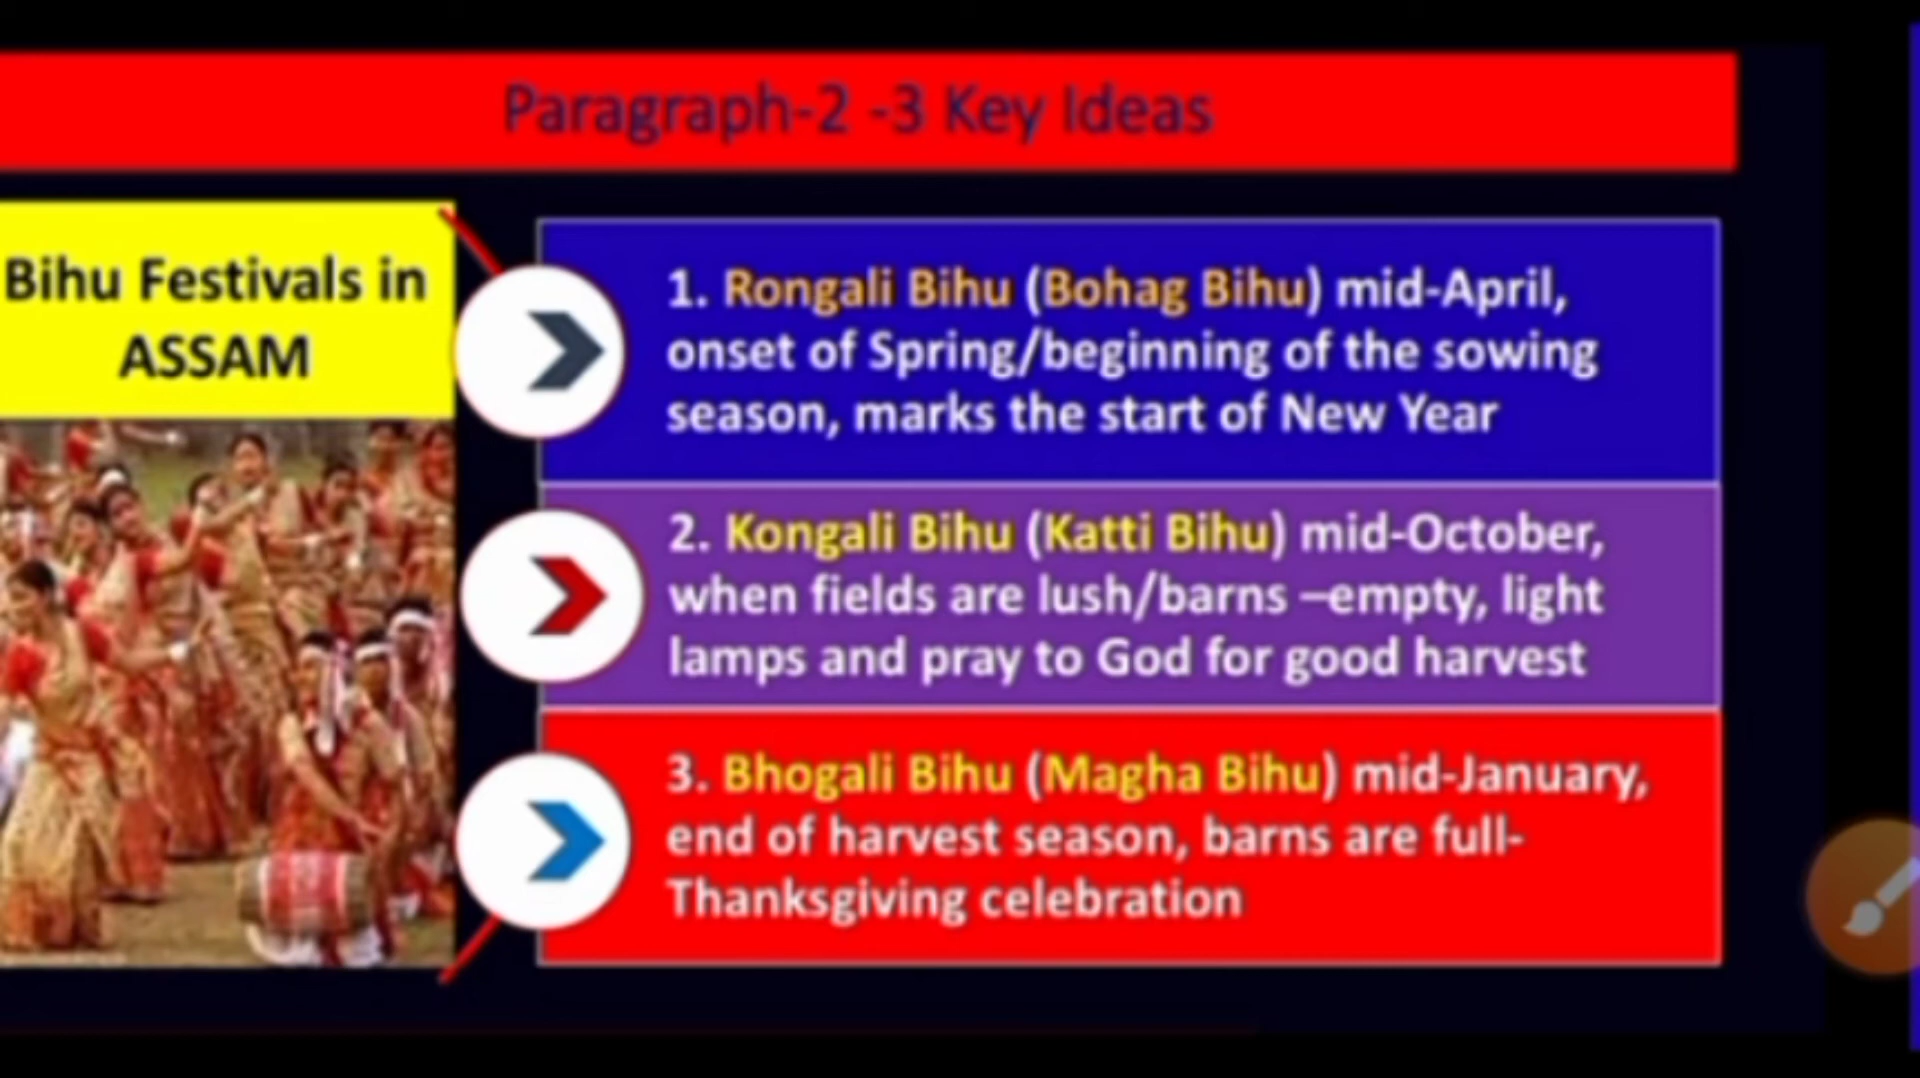 Paragraph-2 -3 Key Ideas
Bihu Festivals in
ASSAM
1. Rongali Bihu (Bohag Bihu) mid-April,
onset of Spring/beginning of the sowing
season, marks the start of New Year
2. Kongali Bihu (Katti Bihu) mid-October,
when fields are lush/barns –empty, light
lamps and pray to God for good harvest
3. Bhogali Bihu (Magha Bihu) mid-January,
end of harvest season, barns are full-
Thanksgiving celebration